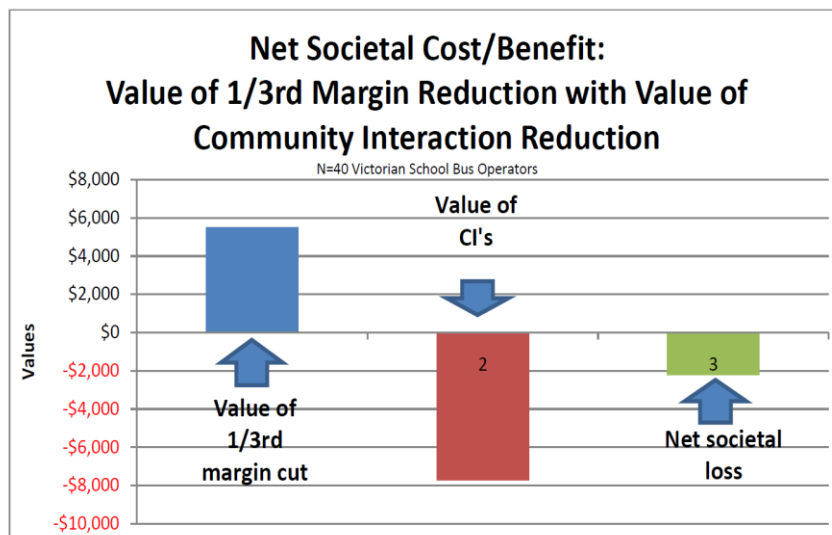 Net Societal Cost/Benefit:
Value of 1/3rd Margin Reduction with Value of
Community Interaction Reduction
N=40 Victorian School Bus Operators
$8,000
$6,000
$4,000
$2,000
$0
-$2,000
-$4,000
-$6,000
-$8,000
-$10,000
Values
Value of
CI's
2
3
Value of
1/3rd
margin cut
Net societal
loss